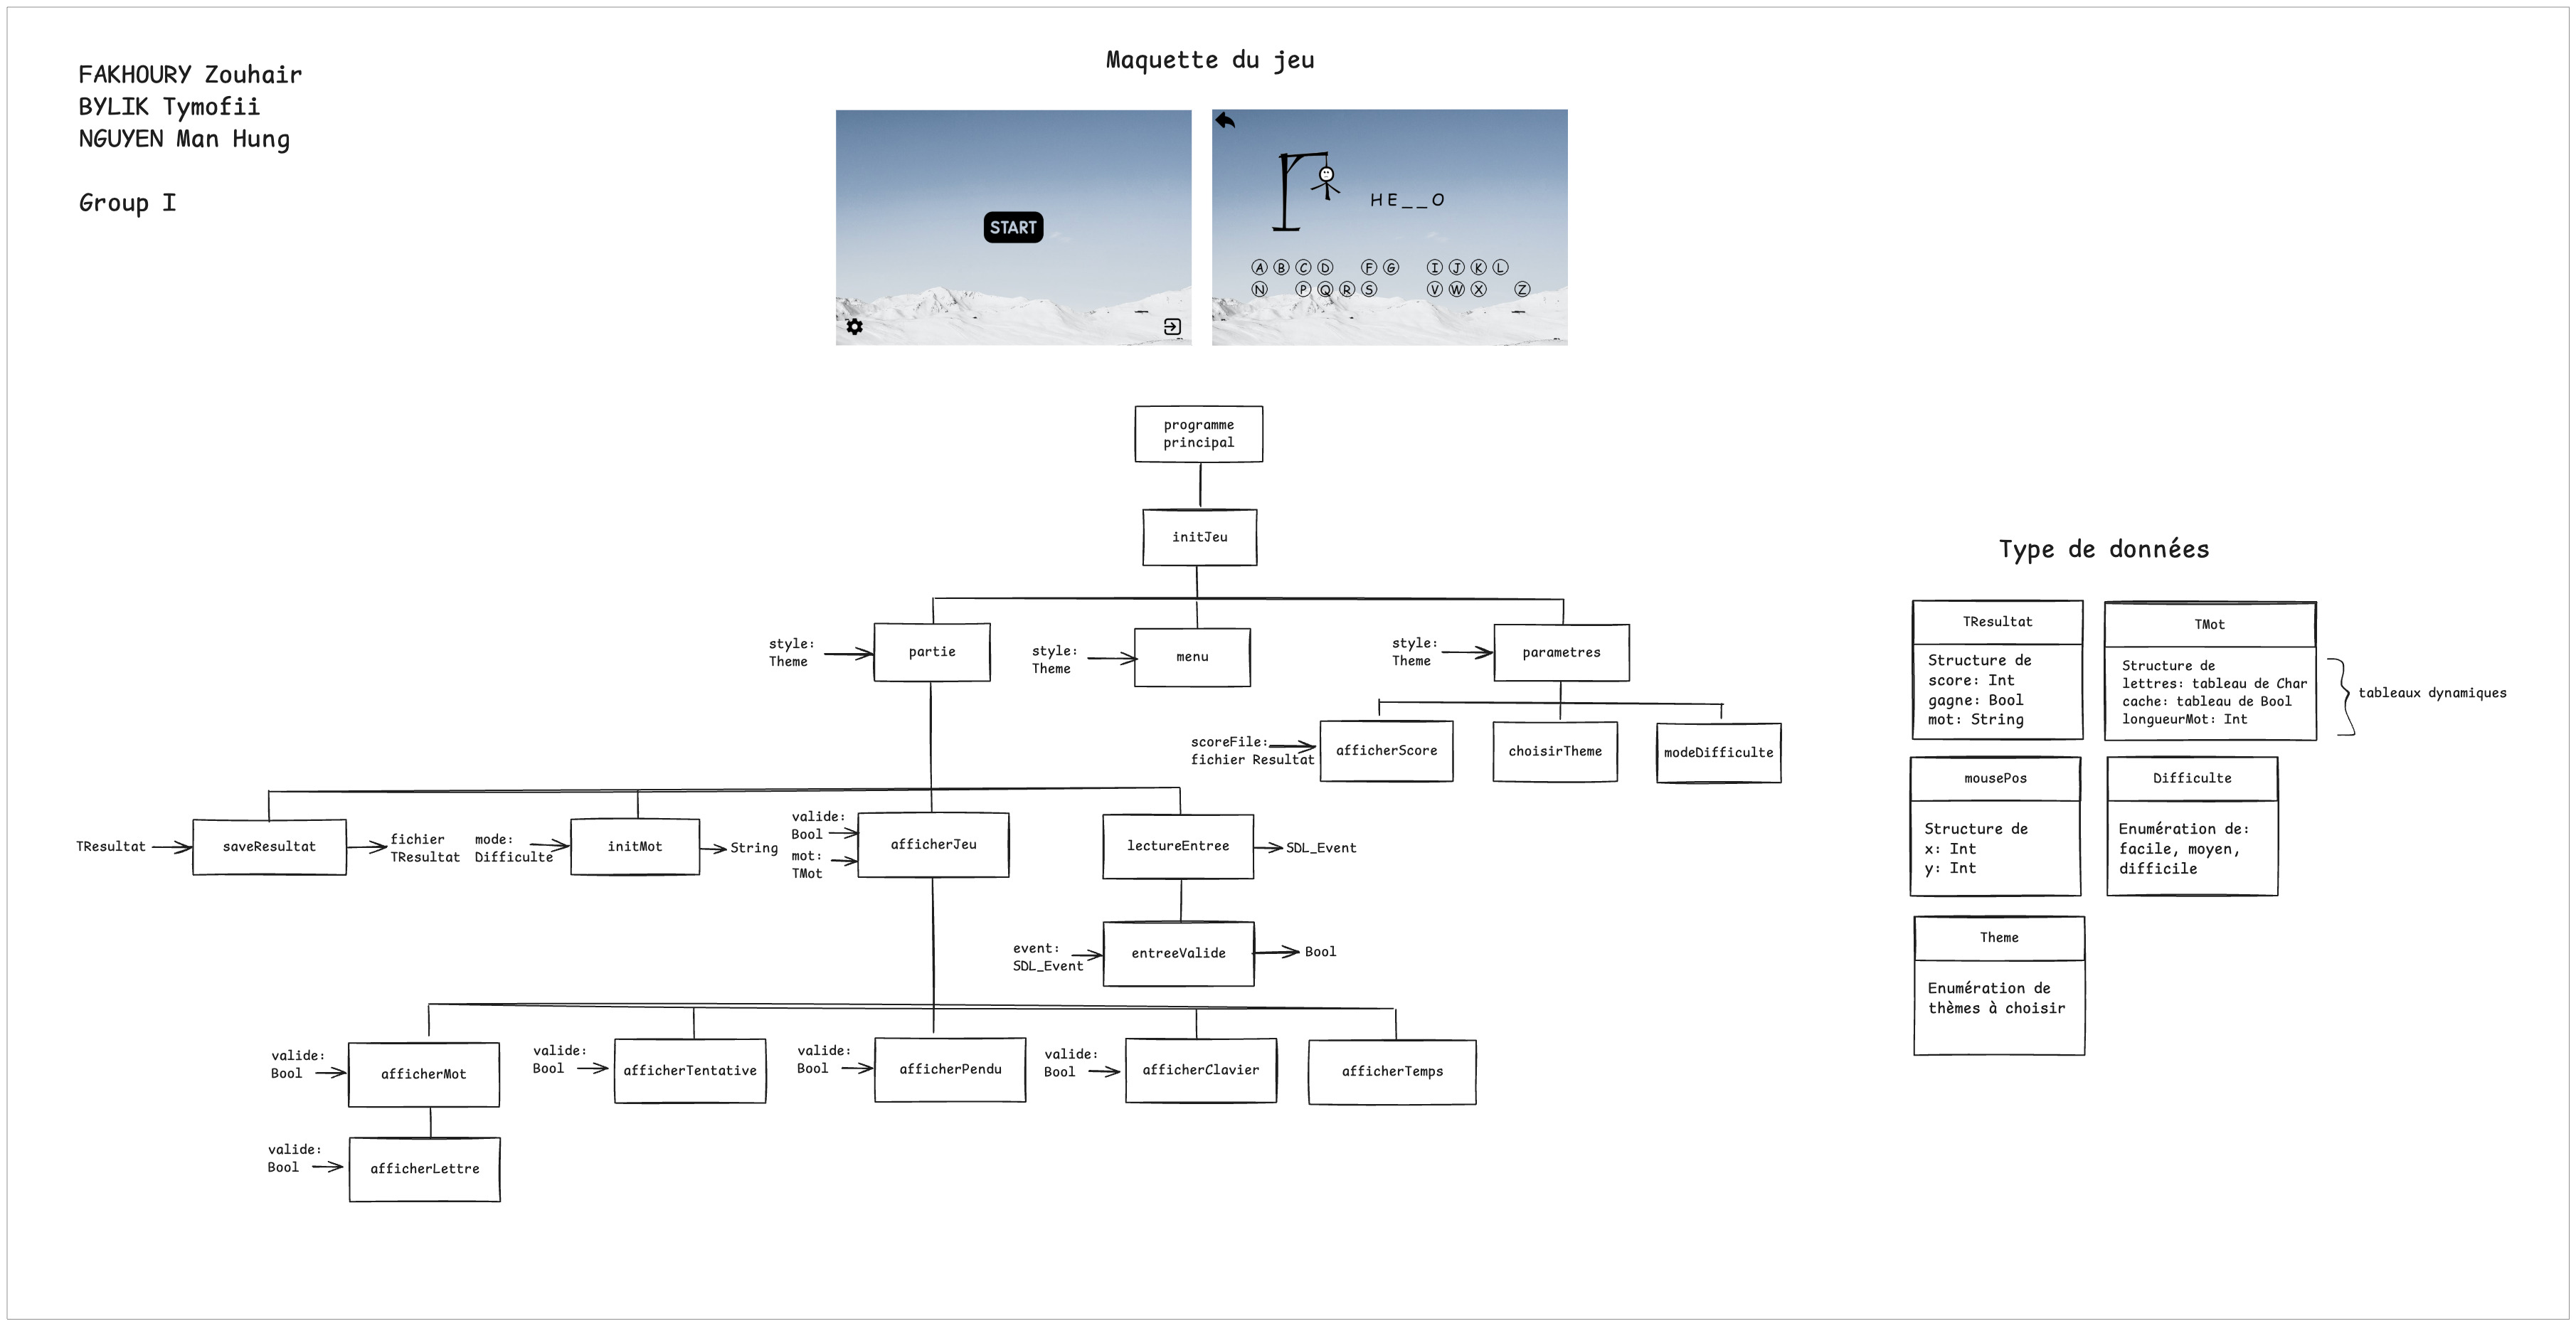 FAKHOURY Zouhair
BYLIK Tymofii
NGUYEN Man Hung
Group I
Maquette du jeu
START
HE__O
A B C D F G I J K L
N P Q R S V W X Z
programme
principal
initJeu
style:
Theme
partie
style:
Theme
menu
style:
Theme
parametres
scoreFile:
fichier Resultat
afficherScore
choisirTheme
modeDifficulte
TResultat
saveResultat
fichier
TResultat
mode:
Difficulte
initMot
String
valide:
Bool
mot:
TMot
afficherJeu
lectureEntree
SDL_Event
event:
SDL_Event
entreeValide
Bool
valide:
Bool
afficherMot
valide:
Bool
afficherTentative
valide:
Bool
afficherPendu
valide:
Bool
afficherClavier
afficherTemps
valide:
Bool
afficherLettre
Type de données
TResultat
Structure de
score: Int
gagne: Bool
mot: String
TMot
Structure de
lettres: tableau de Char
cache: tableau de Bool
longueurMot: Int
tableaux dynamiques
mousePos
Structure de
x: Int
y: Int
Difficulte
Enumération de:
facile, moyen,
difficile
Theme
Enumération de
thèmes à choisir